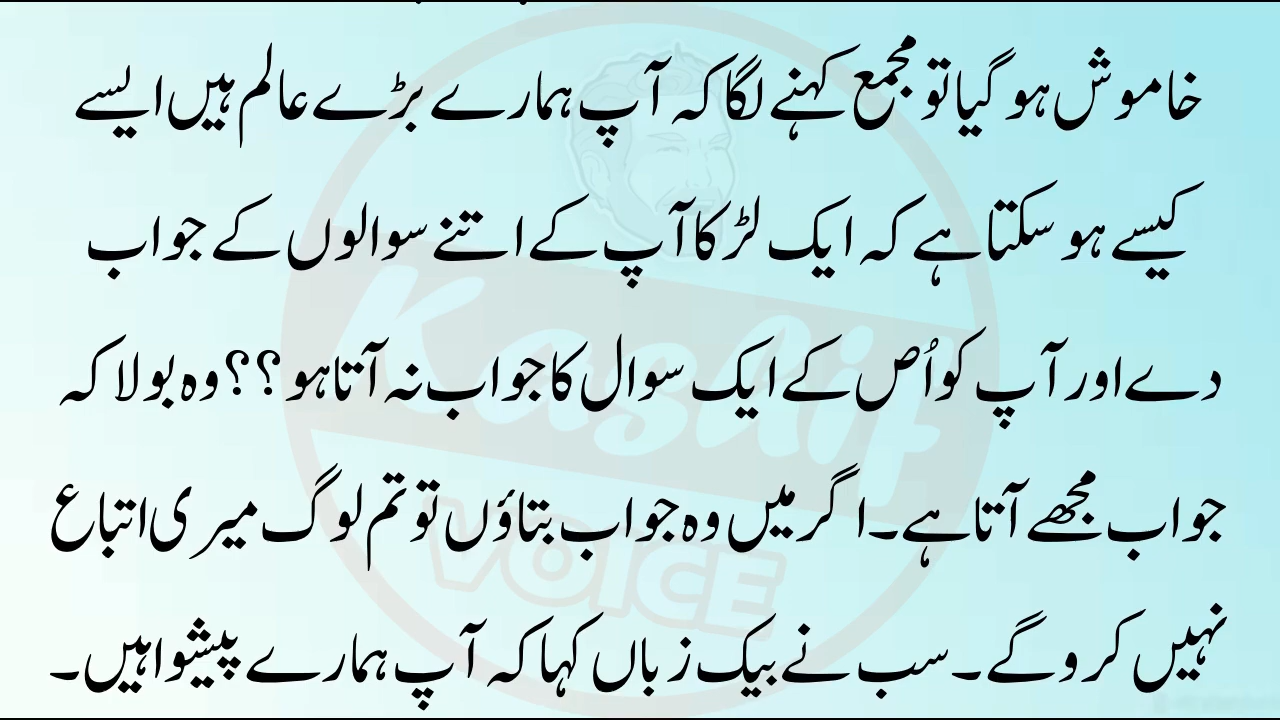 خاموش ہو گیا تو مجمع کہنے لگا کہ آپ ہمارے بڑے عالم ہیں ایسے
کیسے ہو سکتا ہے کہ ایک لڑکا آپ کے اتنے سوالوں کے جواب
دے اور آپ کو اُص کے ایک سوال کا جواب نہ آتا ہو ؟؟ وہ بولا کہ
جواب مجھے آتا ہے۔ اگر میں وہ جواب بتاؤں تو تم لوگ میری اتباع
نہیں کرو گے۔ سب نے بیک زباں کہا کہ آپ ہمارے پیشوا ہیں۔
Kashif
VOICE